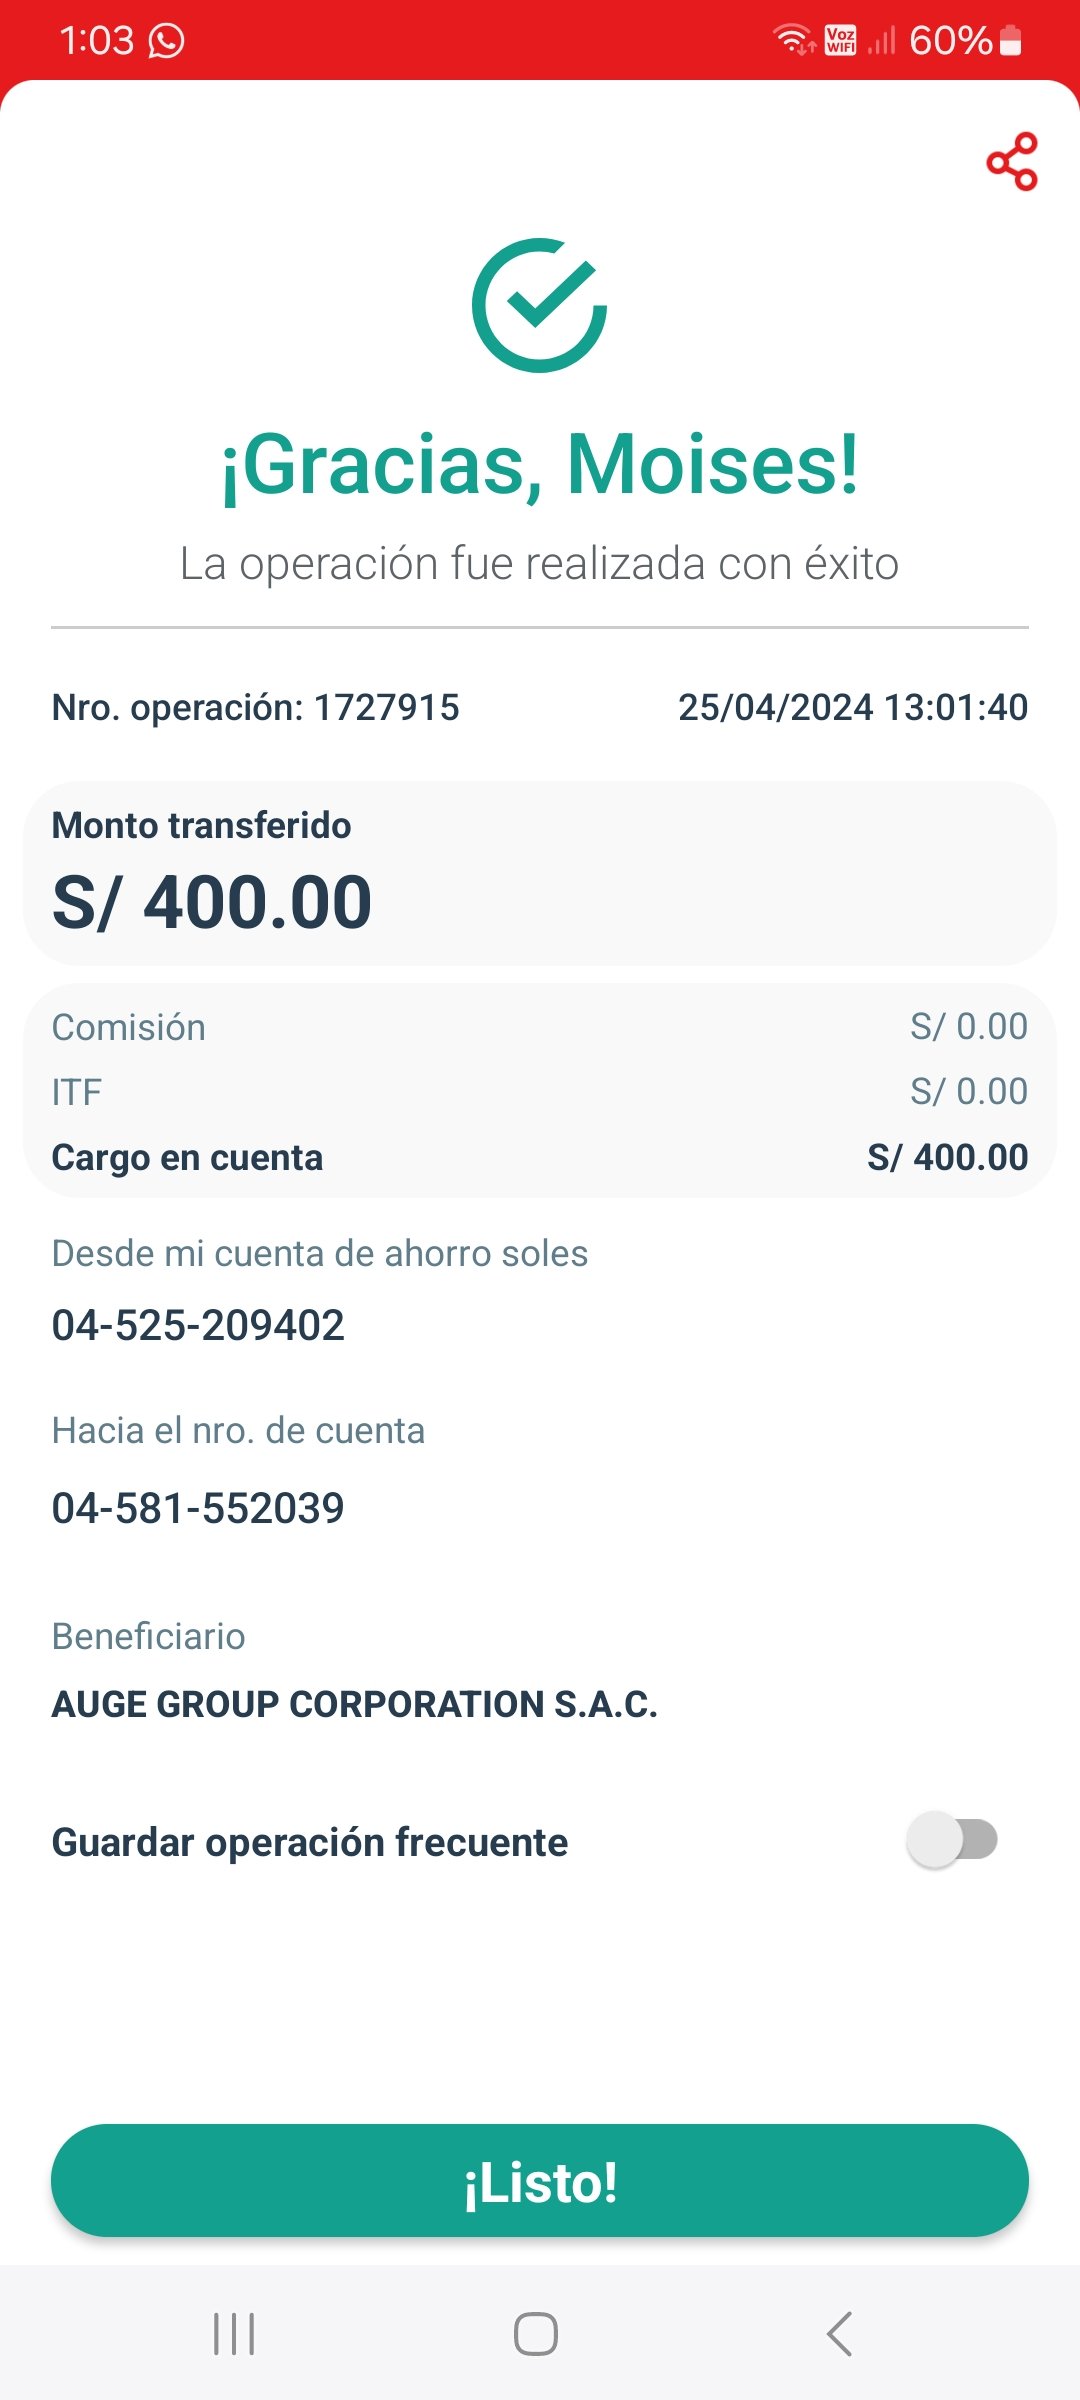 1:03
Voz WIFI 60%
¡Gracias, Moises!
La operación fue realizada con éxito
Nro. operación: 1727915 25/04/2024 13:01:40
Monto transferido
S/ 400.00
Comisión S/ 0.00
ITF S/ 0.00
Cargo en cuenta S/ 400.00
Desde mi cuenta de ahorro soles
04-525-209402
Hacia el nro. de cuenta
04-581-552039
Beneficiario
AUGE GROUP CORPORATION S.A.C.
Guardar operación frecuente
¡Listo!